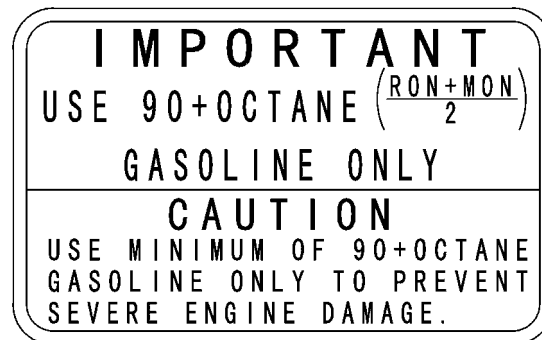 IMPORTANT
USE 90+OCTANE (RON+MON/2)
GASOLINE ONLY
CAUTION
USE MINIMUM OF 90+OCTANE
GASOLINE ONLY TO PREVENT
SEVERE ENGINE DAMAGE.